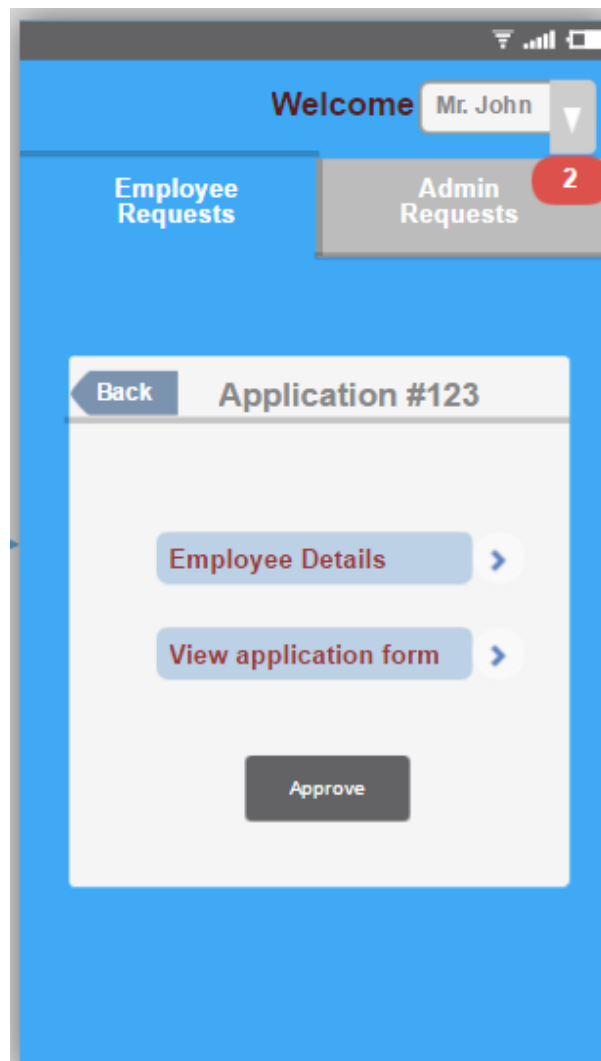 Welcome Mr. John
Employee
Requests
Admin
Requests
2
Back
Application #123
Employee Details
View application form
Approve